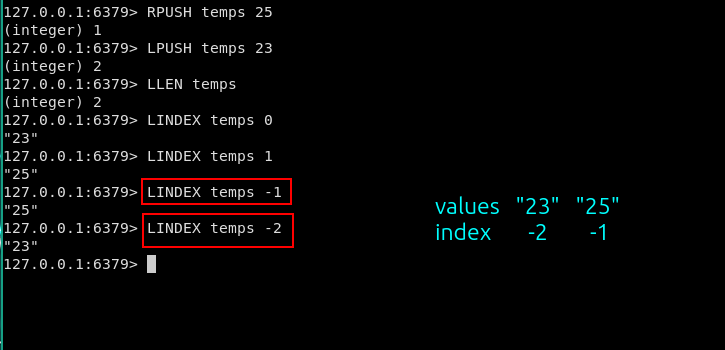 127.0.0.1:6379> RPUSH temps 25
(integer) 1
127.0.0.1:6379> LPUSH temps 23
(integer) 2
127.0.0.1:6379> LLEN temps
(integer) 2
127.0.0.1:6379> LINDEX temps 0
"23"
127.0.0.1:6379> LINDEX temps 1
"25"
127.0.0.1:6379> LINDEX temps -1
"25"
127.0.0.1:6379> LINDEX temps -2
"23"
127.0.0.1:6379>
values "23" "25"
index -2 -1